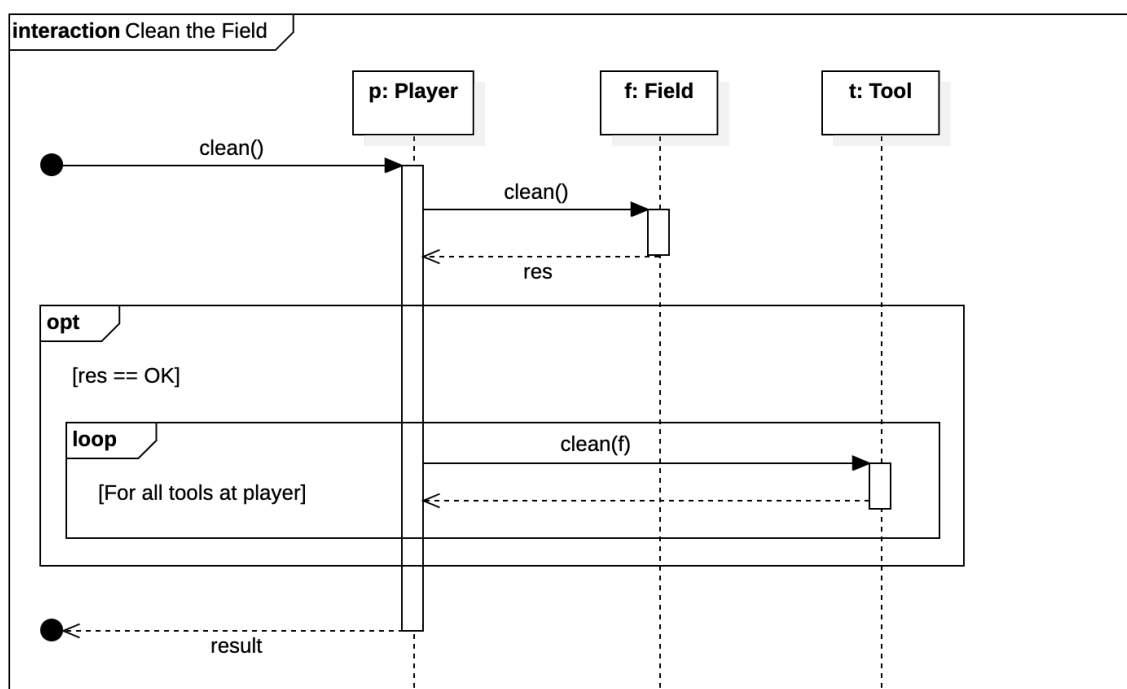 interaction Clean the Field
p: Player
f: Field
t: Tool
clean()
clean()
res
opt
[res == OK]
loop
clean(f)
[For all tools at player]
result